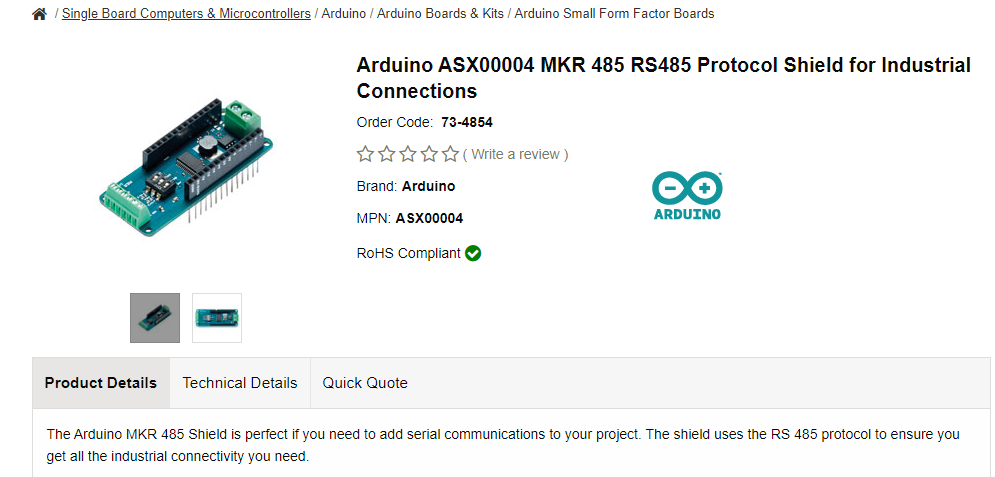 / Single Board Computers & Microcontrollers / Arduino / Arduino Boards & Kits / Arduino Small Form Factor Boards
Arduino ASX00004 MKR 485 RS485 Protocol Shield for Industrial
Connections
Order Code: 73-4854
( Write a review )
Brand: Arduino
ARDUINO
MPN: ASX00004
RoHS Compliant
Product Details
Technical Details
Quick Quote
The Arduino MKR 485 Shield is perfect if you need to add serial communications to your project. The shield uses the RS 485 protocol to ensure you
get all the industrial connectivity you need.